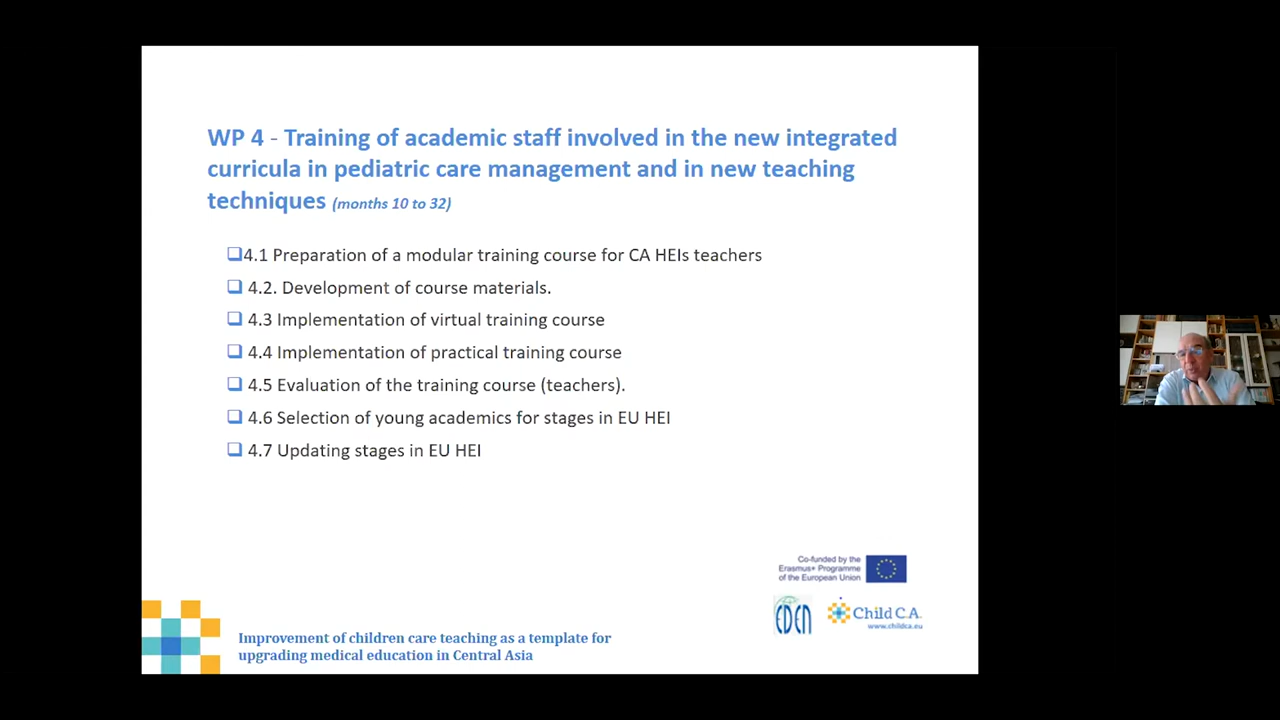 WP 4 - Training of academic staff involved in the new integrated
curricula in pediatric care management and in new teaching
techniques (months 10 to 32)
4.1 Preparation of a modular training course for CA HEIs teachers
4.2. Development of course materials.
4.3 Implementation of virtual training course
4.4 Implementation of practical training course
4.5 Evaluation of the training course (teachers).
4.6 Selection of young academics for stages in EU HEI
4.7 Updating stages in EU HEI
Co-funded by the
Erasmus+ Programme
of the European Union
EDEN
Child C.A.
www.childca.eu
Improvement of children care teaching as a template for
upgrading medical education in Central Asia